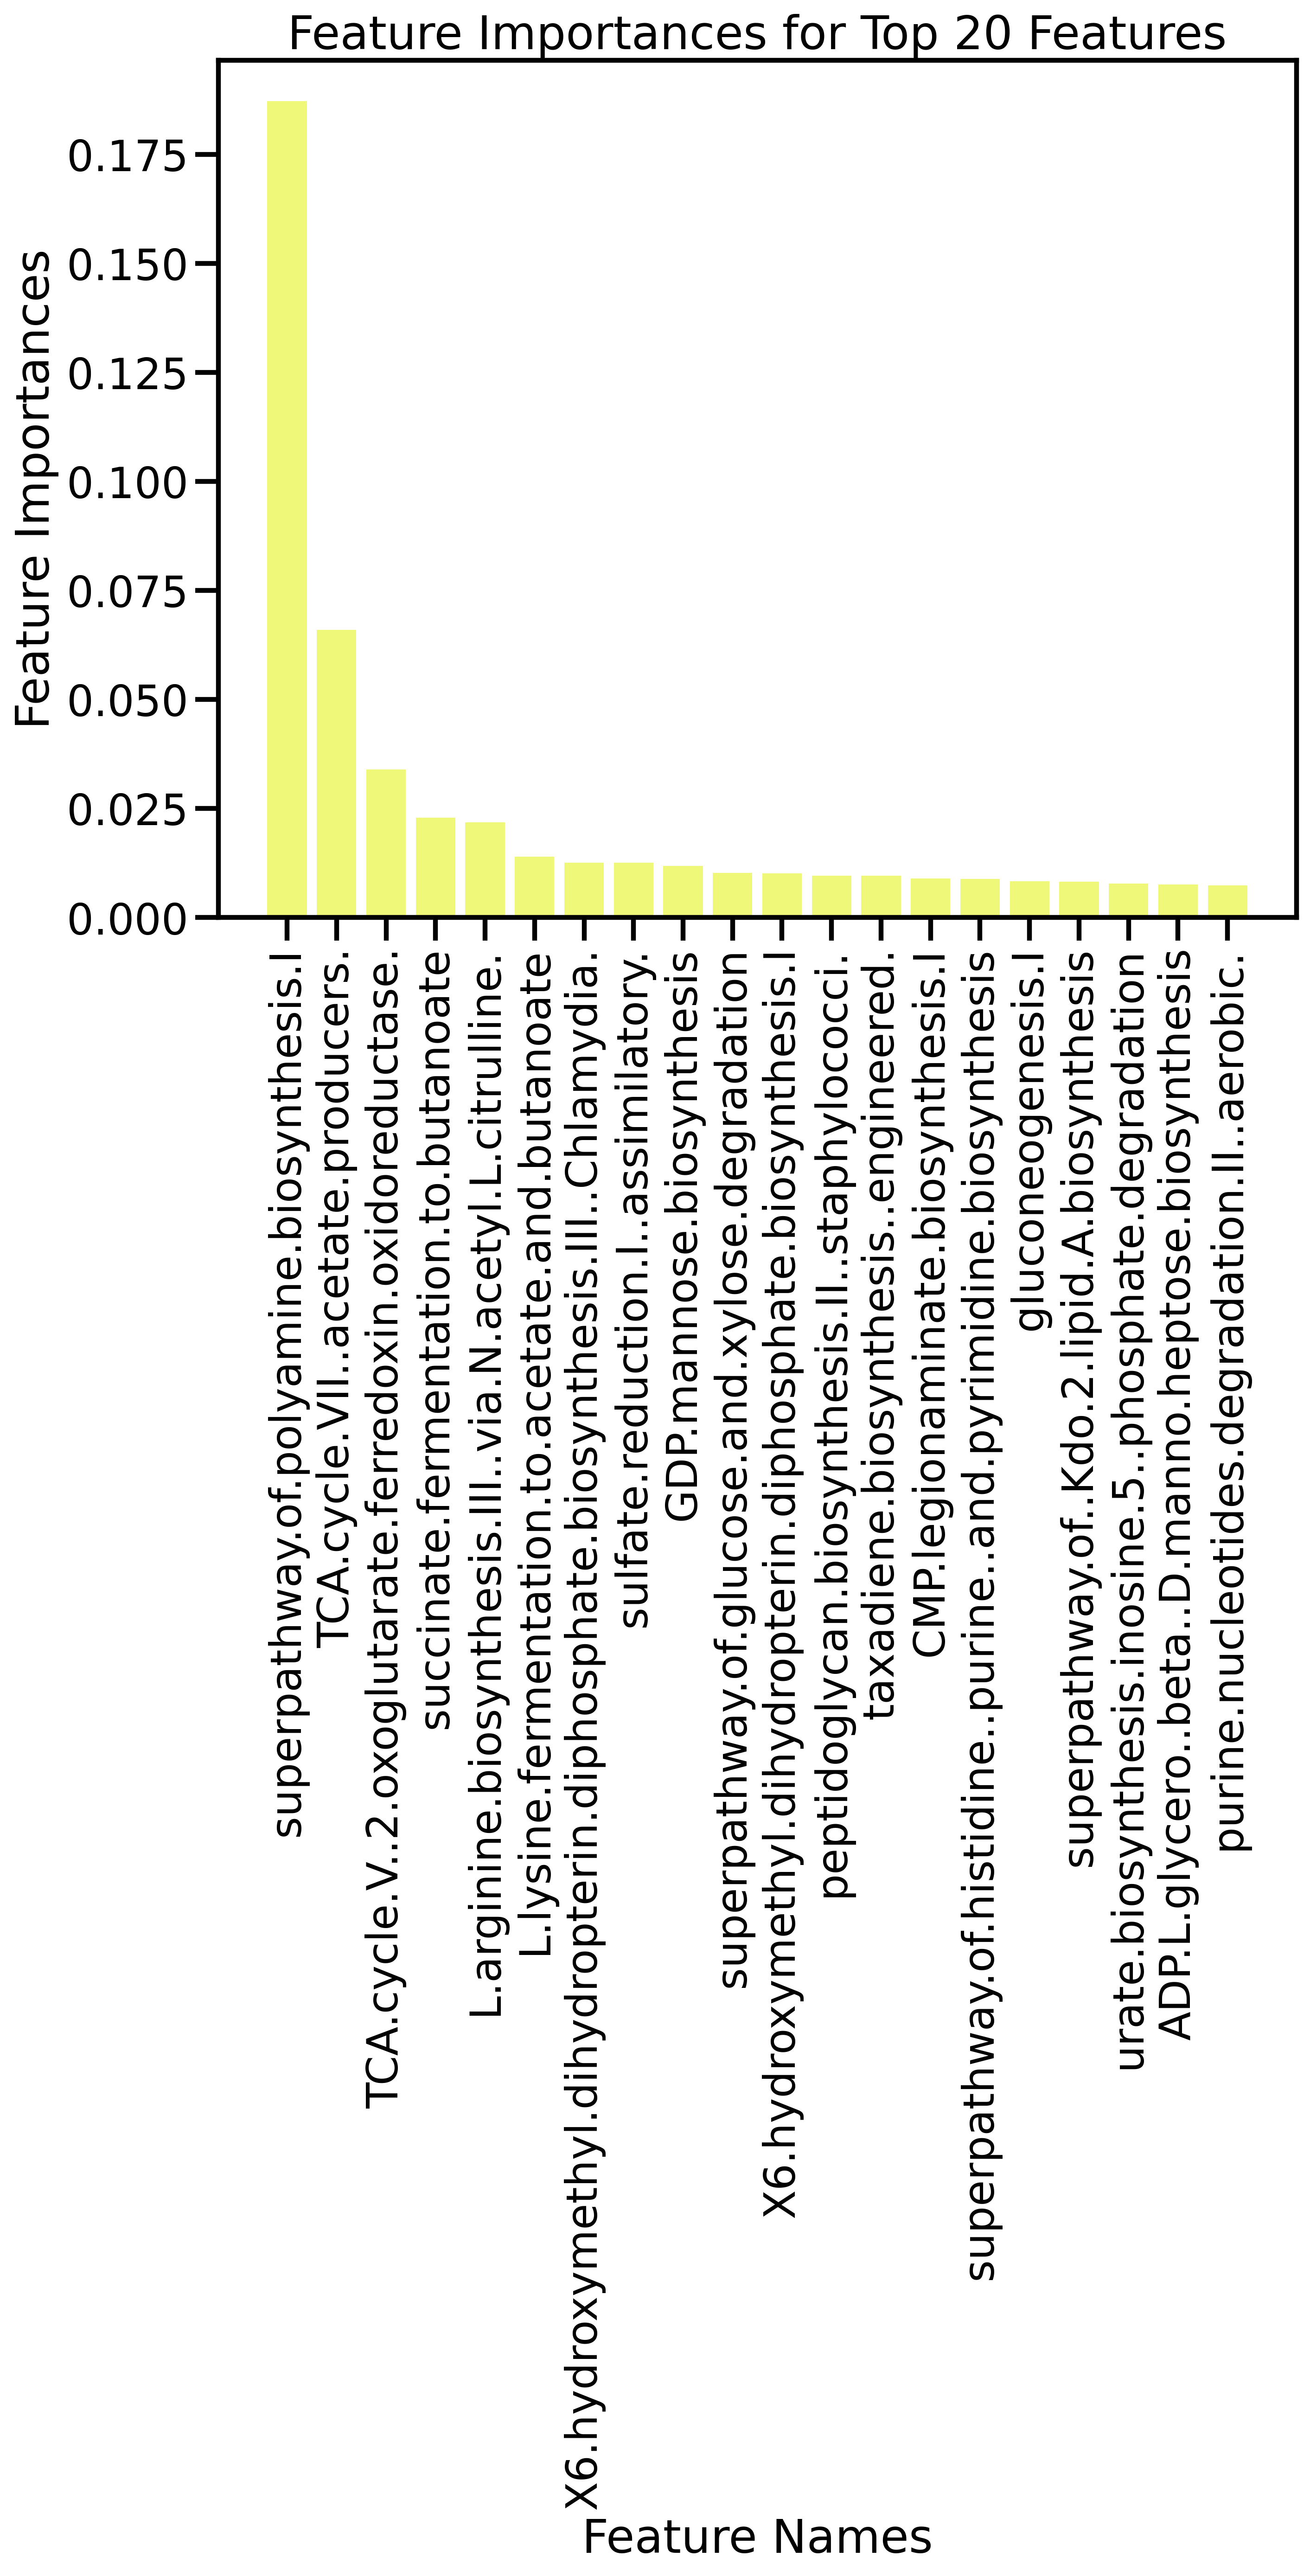 Feature Importances for Top 20 Features
Feature Importances
0.175
0.150
0.125
0.100
0.075
0.050
0.025
0.000
superpathway.of.polyamine.biosynthesis.I
TCA.cycle.VII..acetate.producers.
TCA.cycle.V..2.oxoglutarate.ferredoxin.oxidoreductase.
succinate.fermentation.to.butanoate
L.arginine.biosynthesis.III..via.N.acetyl.L.citrulline.
L.lysine.fermentation.to.acetate.and.butanoate
X6.hydroxymethyl.dihydropterin.diphosphate.biosynthesis.III..Chlamydia.
sulfate.reduction.I..assimilatory.
GDP.mannose.biosynthesis
superpathway.of.glucose.and.xylose.degradation
X6.hydroxymethyl.dihydropterin.diphosphate.biosynthesis.I
peptidoglycan.biosynthesis.II..staphylococci.
taxadiene.biosynthesis..engineered.
CMP.legionaminate.biosynthesis.I
superpathway.of.histidine..purine..and.pyrimidine.biosynthesis
gluconeogenesis.I
superpathway.of..Kdo.2.lipid.A.biosynthesis
urate.biosynthesis.inosine.5..phosphate.degradation
ADP.L.glycero..beta..D.manno.heptose.biosynthesis
purine.nucleotides.degradation.II..aerobic.
Feature Names